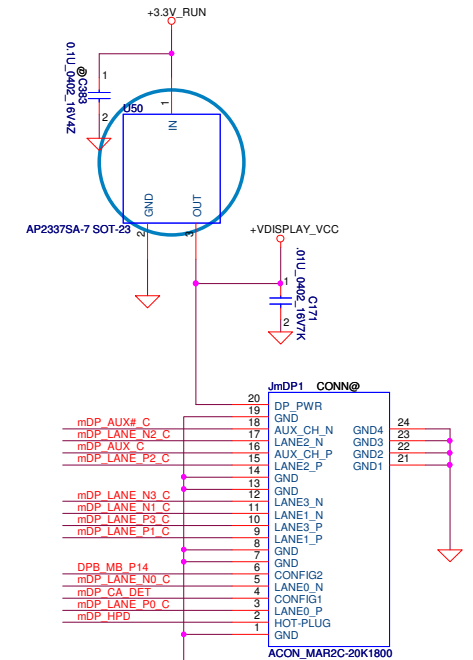 +3.3V_RUN
0.1U_0402_16V4Z
@C383
1
2
U50
1
IN
GND
OUT
AP2337SA-7 SOT-23
2
3
+VDISPLAY_VCC
.01U_0402_16V7K
C171
1
2
JmDP1 CONN@
20 DP_PWR
19 GND
mDP_AUX#_C 18 AUX_CH_N GND4 24
mDP_LANE_N2_C 17 LANE2_N GND3 23
mDP_AUX_C 16 AUX_CH_P GND2 22
mDP_LANE_P2_C 15 LANE2_P GND1 21
14 GND
13 GND
mDP_LANE_N3_C 12 LANE3_N
mDP_LANE_N1_C 11 LANE1_N
mDP_LANE_P3_C 10 LANE3_P
mDP_LANE_P1_C 9 LANE1_P
8 GND
7 GND
DPB_MB_P14 6 CONFIG2
mDP_LANE_N0_C 5 LANE0_N
mDP_CA_DET 4 CONFIG1
mDP_LANE_P0_C 3 LANE0_P
mDP_HPD 2 HOT-PLUG
1 GND
ACON_MAR2C-20K1800